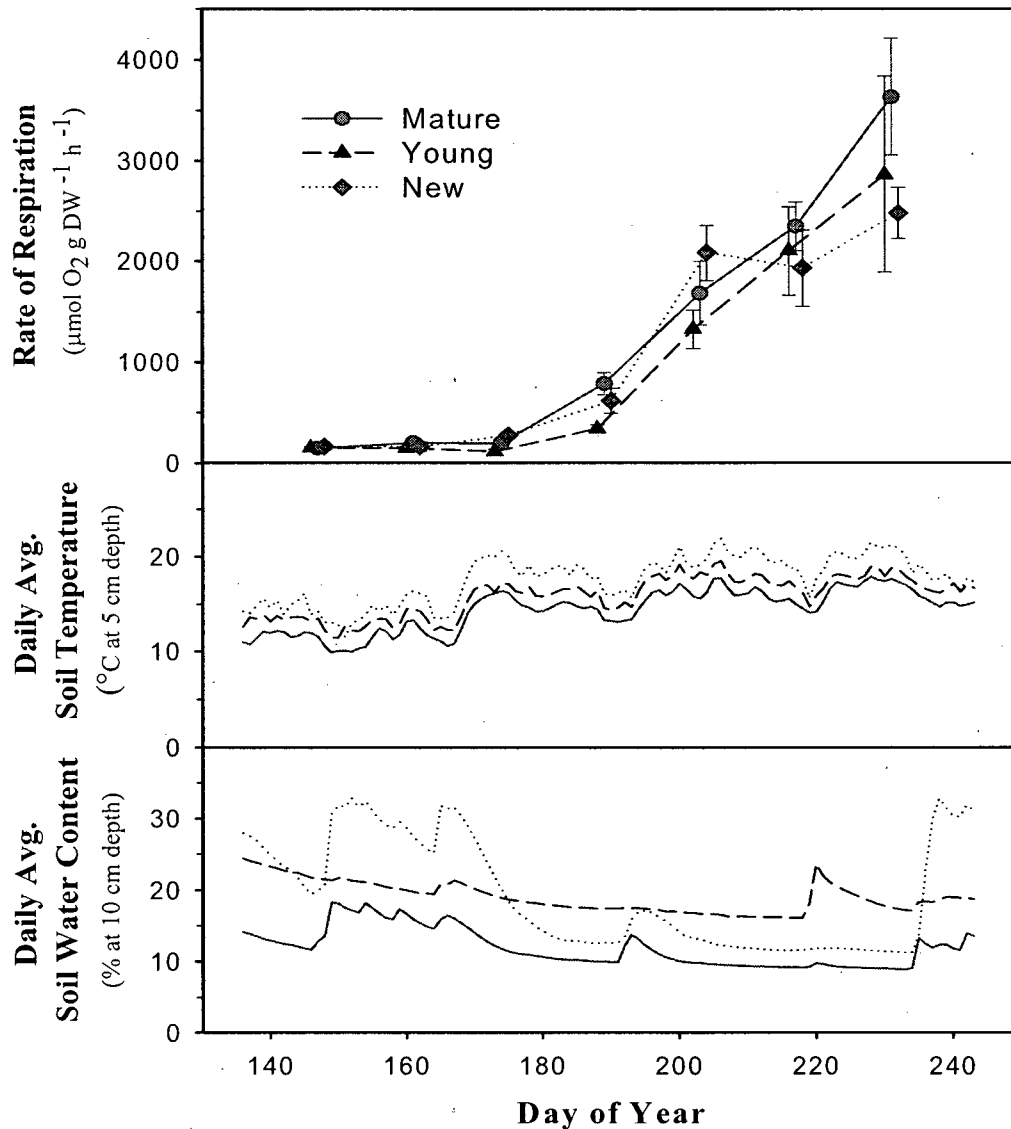 Rate of Respiration
(µmol O2 g DW-1 h-1)
4000
3000
2000
1000
0
Mature
Young
New
Daily Avg.
Soil Temperature
(°C at 5 cm depth)
20
10
0
Daily Avg.
Soil Water Content
(% at 10 cm depth)
30
20
10
0
140 160 180 200 220 240
Day of Year